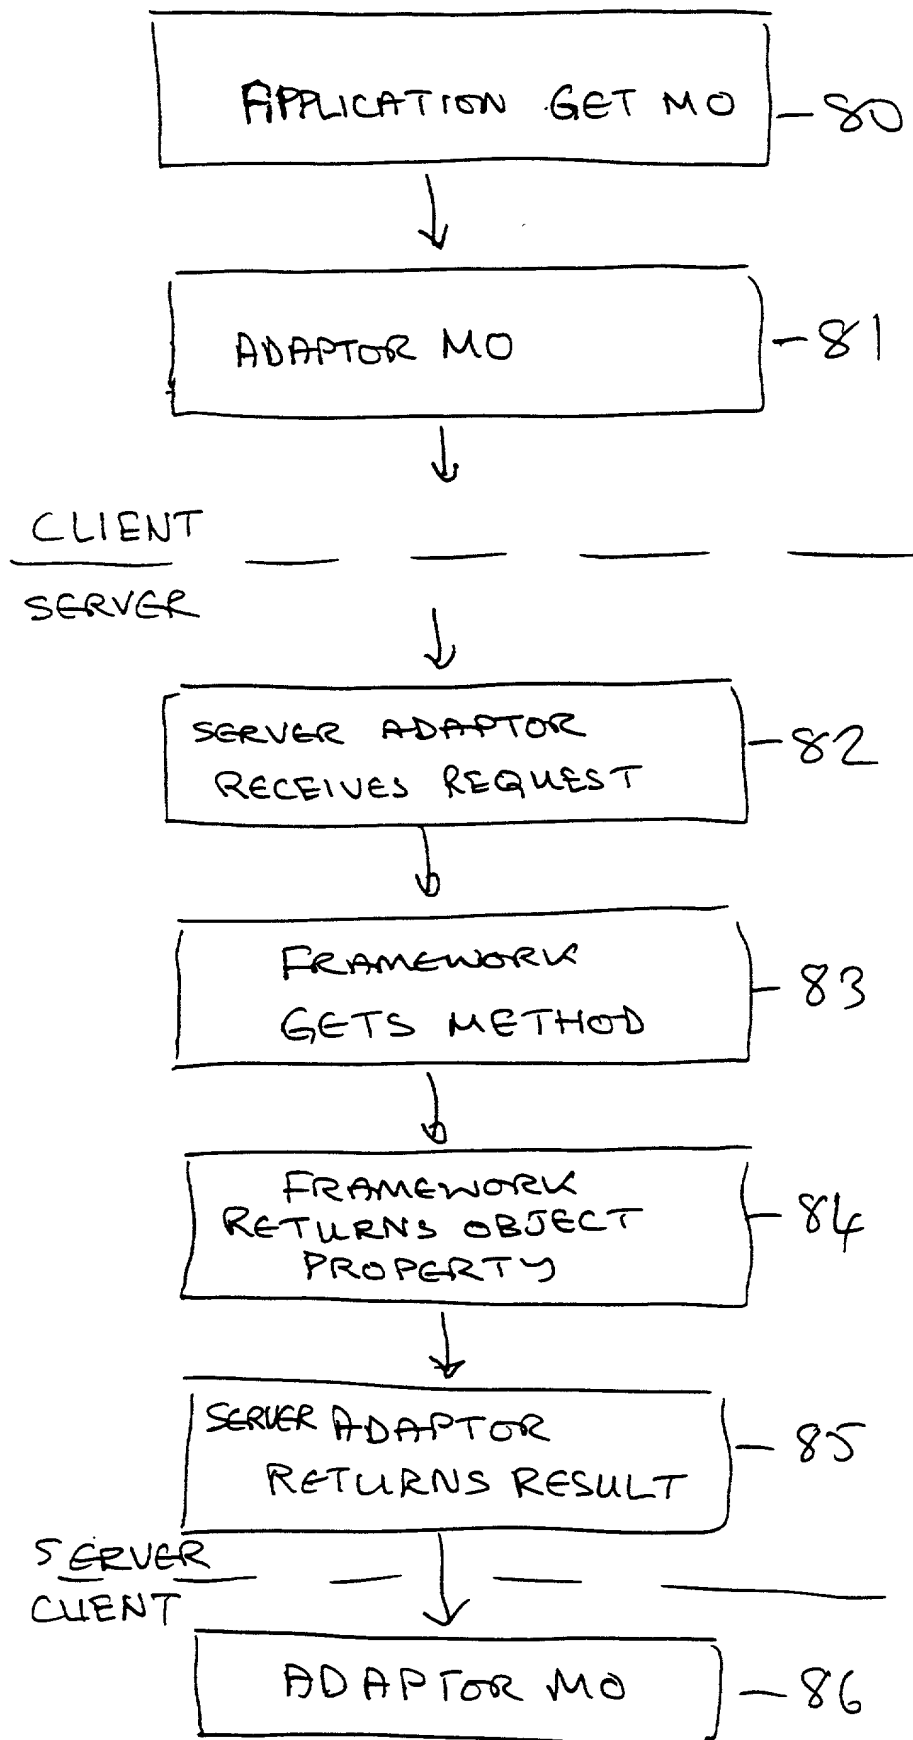 APPLICATION GET MO
80
ADAPTOR MO
81
CLIENT
SERVER
SERVER ADAPTOR
RECEIVES REQUEST
82
FRAMEWORK
GETS METHOD
83
FRAMEWORK
RETURNS OBJECT
PROPERTY
84
SERVER ADAPTOR
RETURNS RESULT
85
SERVER
CLIENT
ADAPTOR MO
86